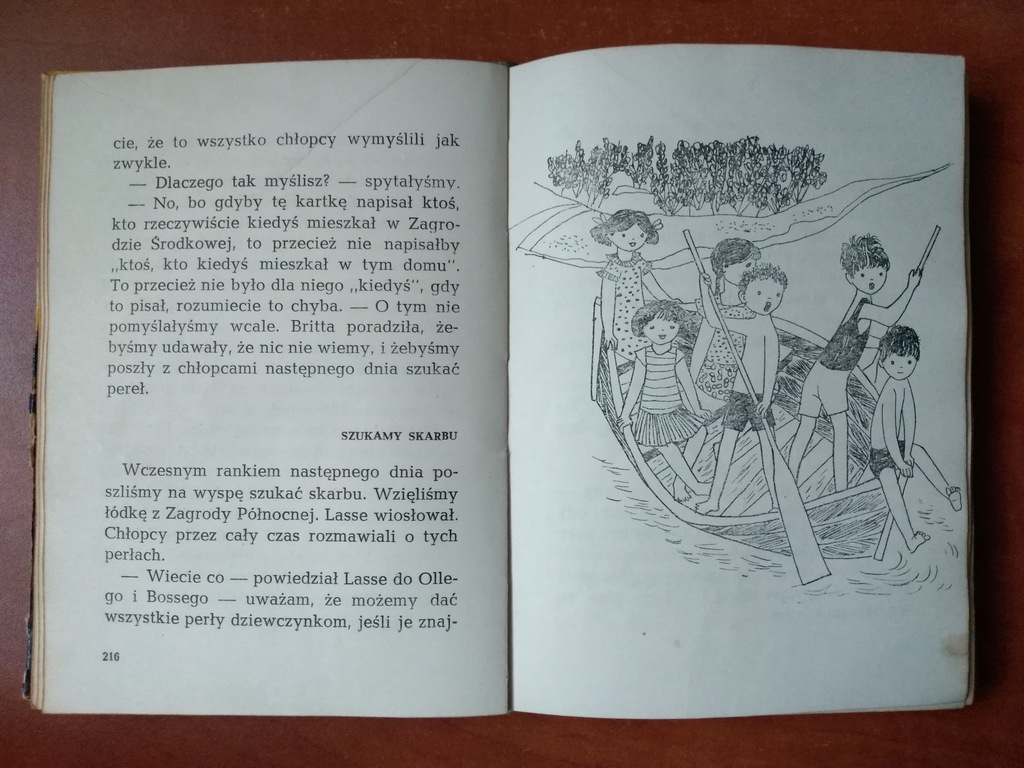 cie, że to wszystko chłopcy wymyślili jak
zwykle.
— Dlaczego tak myślisz? — spytałyśmy.
— No, bo gdyby tę kartkę napisał ktoś,
kto rzeczywiście kiedyś mieszkał w Zagro-
dzie Środkowej, to przecież nie napisałby
„ktoś, kto kiedyś mieszkał w tym domu“.
To przecież nie było dla niego „kiedyś“, gdy
to pisał, rozumiecie to chyba. — O tym nie
pomyślałyśmy wcale. Britta poradziła, że-
byśmy udawały, że nic nie wiemy, i żebyśmy
poszły z chłopcami następnego dnia szukać
pereł.
SZUKAMY SKARBU
Wczesnym rankiem następnego dnia po-
szliśmy na wyspę szukać skarbu. Wzięliśmy
łódkę z Zagrody Północnej. Lasse wiosłował.
Chłopcy przez cały czas rozmawiali o tych
perłach.
— Wiecie co — powiedział Lasse do Olle-
go i Bossego — uważam, że możemy dać
wszystkie perły dziewczynkom, jeśli je znaj-
216